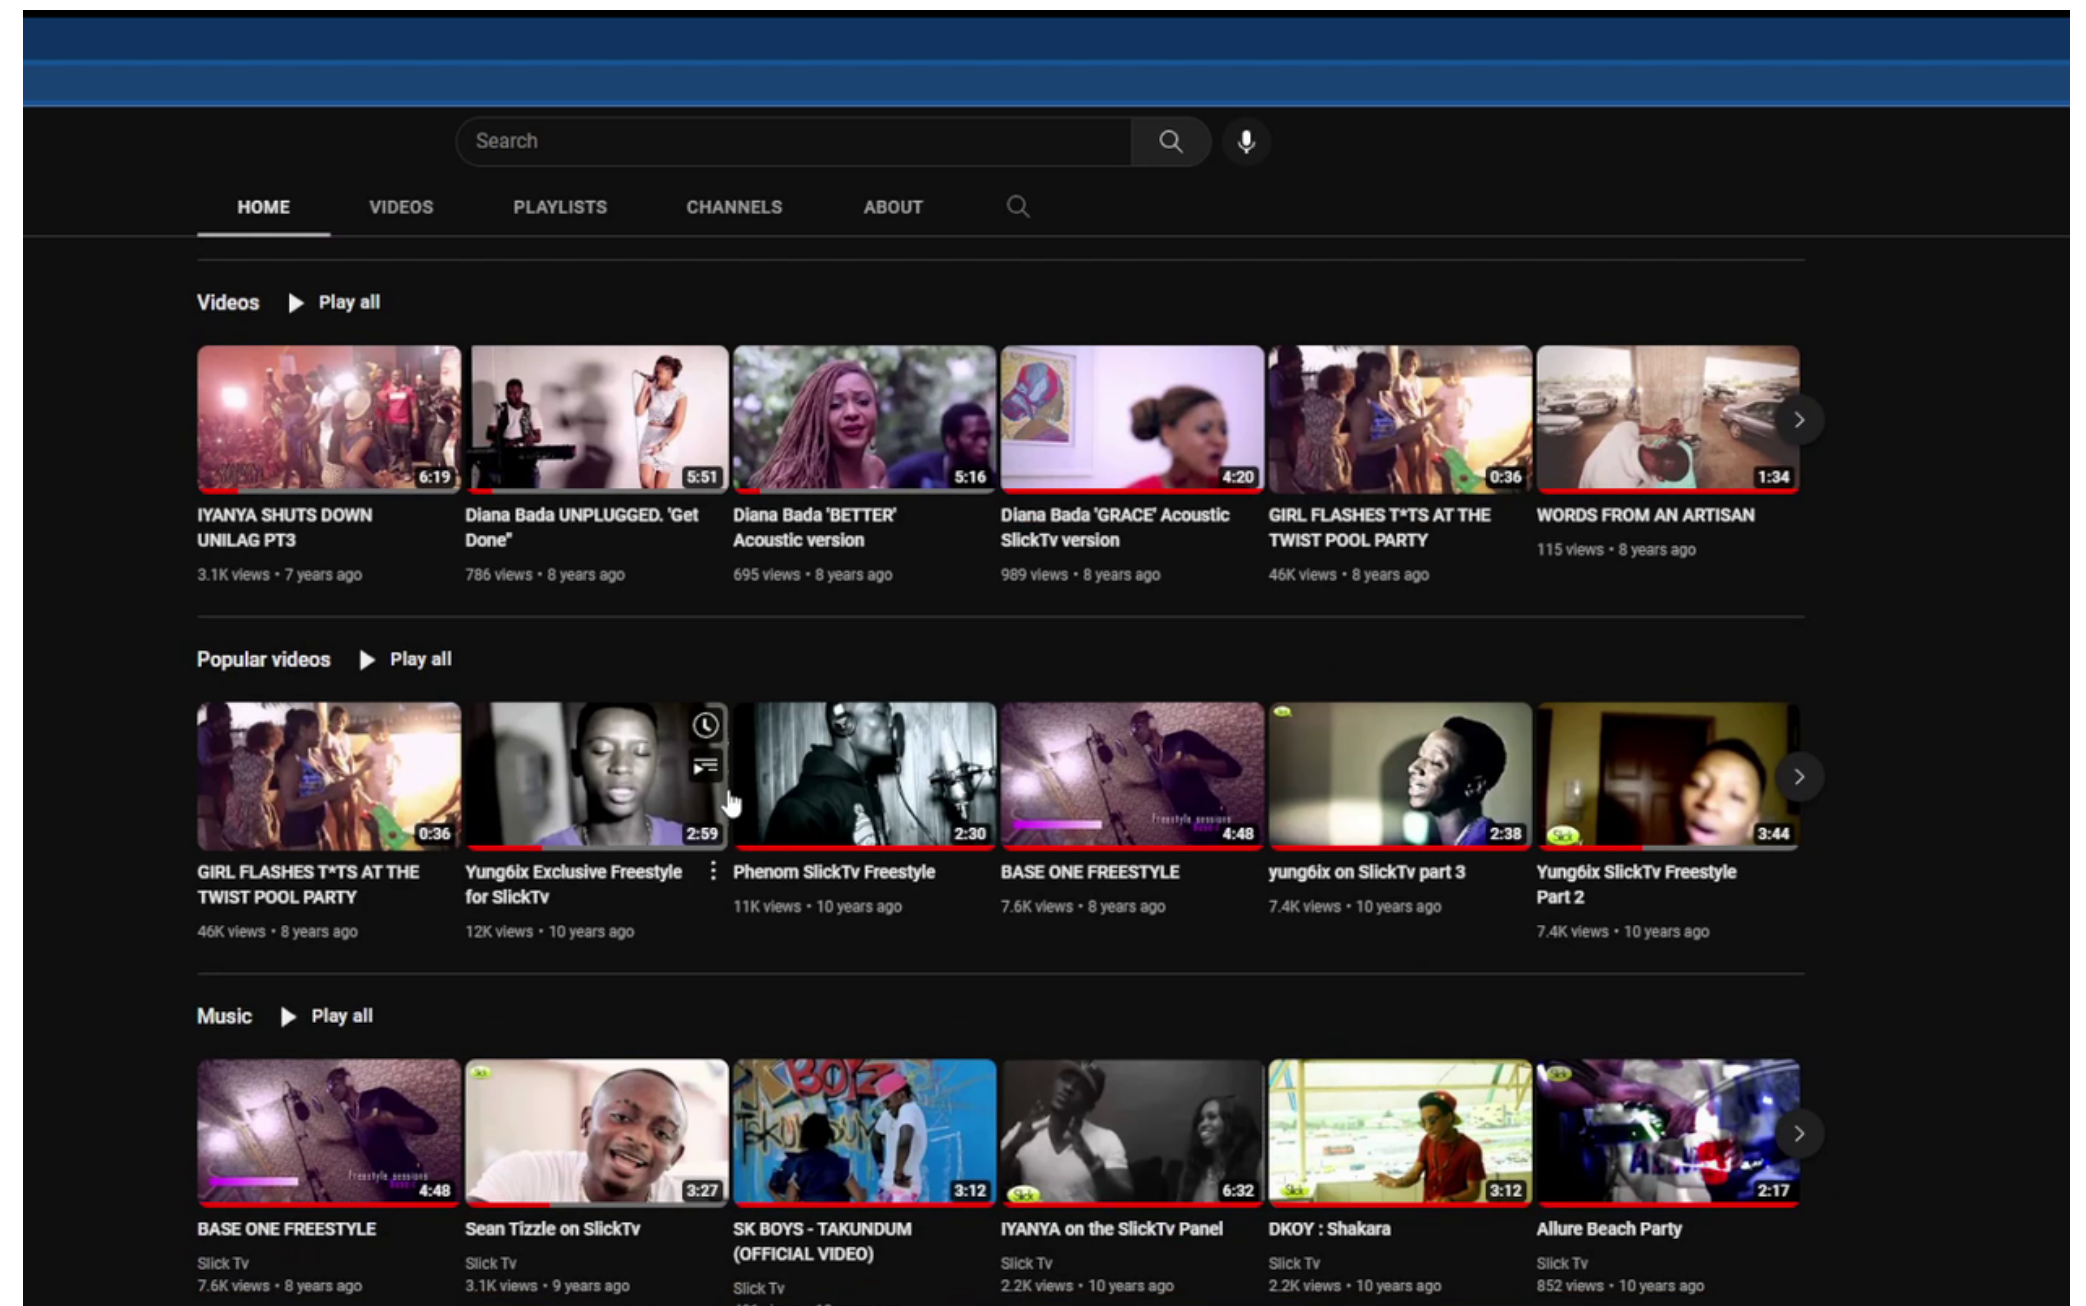 Search
HOME VIDEOS PLAYLISTS CHANNELS ABOUT
Videos Play all
6:19
5:51
5:16
4:20
0:36
1:34
IYANYA SHUTS DOWN
UNILAG PT3
3.1K views • 7 years ago
Diana Bada UNPLUGGED. 'Get
Done"
786 views • 8 years ago
Diana Bada 'BETTER'
Acoustic version
695 views • 8 years ago
Diana Bada 'GRACE' Acoustic
SlickTv version
989 views • 8 years ago
GIRL FLASHES T*TS AT THE
TWIST POOL PARTY
46K views • 8 years ago
WORDS FROM AN ARTISAN
115 views • 8 years ago
Popular videos Play all
0:36
2:59
2:30
Freestyle sessions
4:48
2:38
Slick
3:44
GIRL FLASHES T*TS AT THE
TWIST POOL PARTY
46K views • 8 years ago
Yung6ix Exclusive Freestyle
for SlickTv
12K views • 10 years ago
Phenom SlickTv Freestyle
11K views • 10 years ago
BASE ONE FREESTYLE
7.6K views • 8 years ago
yung6ix on SlickTv part 3
7.4K views • 10 years ago
Yung6ix SlickTv Freestyle
Part 2
7.4K views • 10 years ago
Music Play all
Freestyle sessions
4:48
Slick
3:27
BOYZ
TAKUNDUM
3:12
Slick
6:32
Slick
3:12
Slick
2:17
BASE ONE FREESTYLE
Slick Tv
7.6K views • 8 years ago
Sean Tizzle on SlickTv
Slick Tv
3.1K views • 9 years ago
SK BOYS - TAKUNDUM
(OFFICIAL VIDEO)
Slick Tv
IYANYA on the SlickTv Panel
Slick Tv
2.2K views • 10 years ago
DKOY : Shakara
Slick Tv
2.2K views • 10 years ago
Allure Beach Party
Slick Tv
852 views • 10 years ago